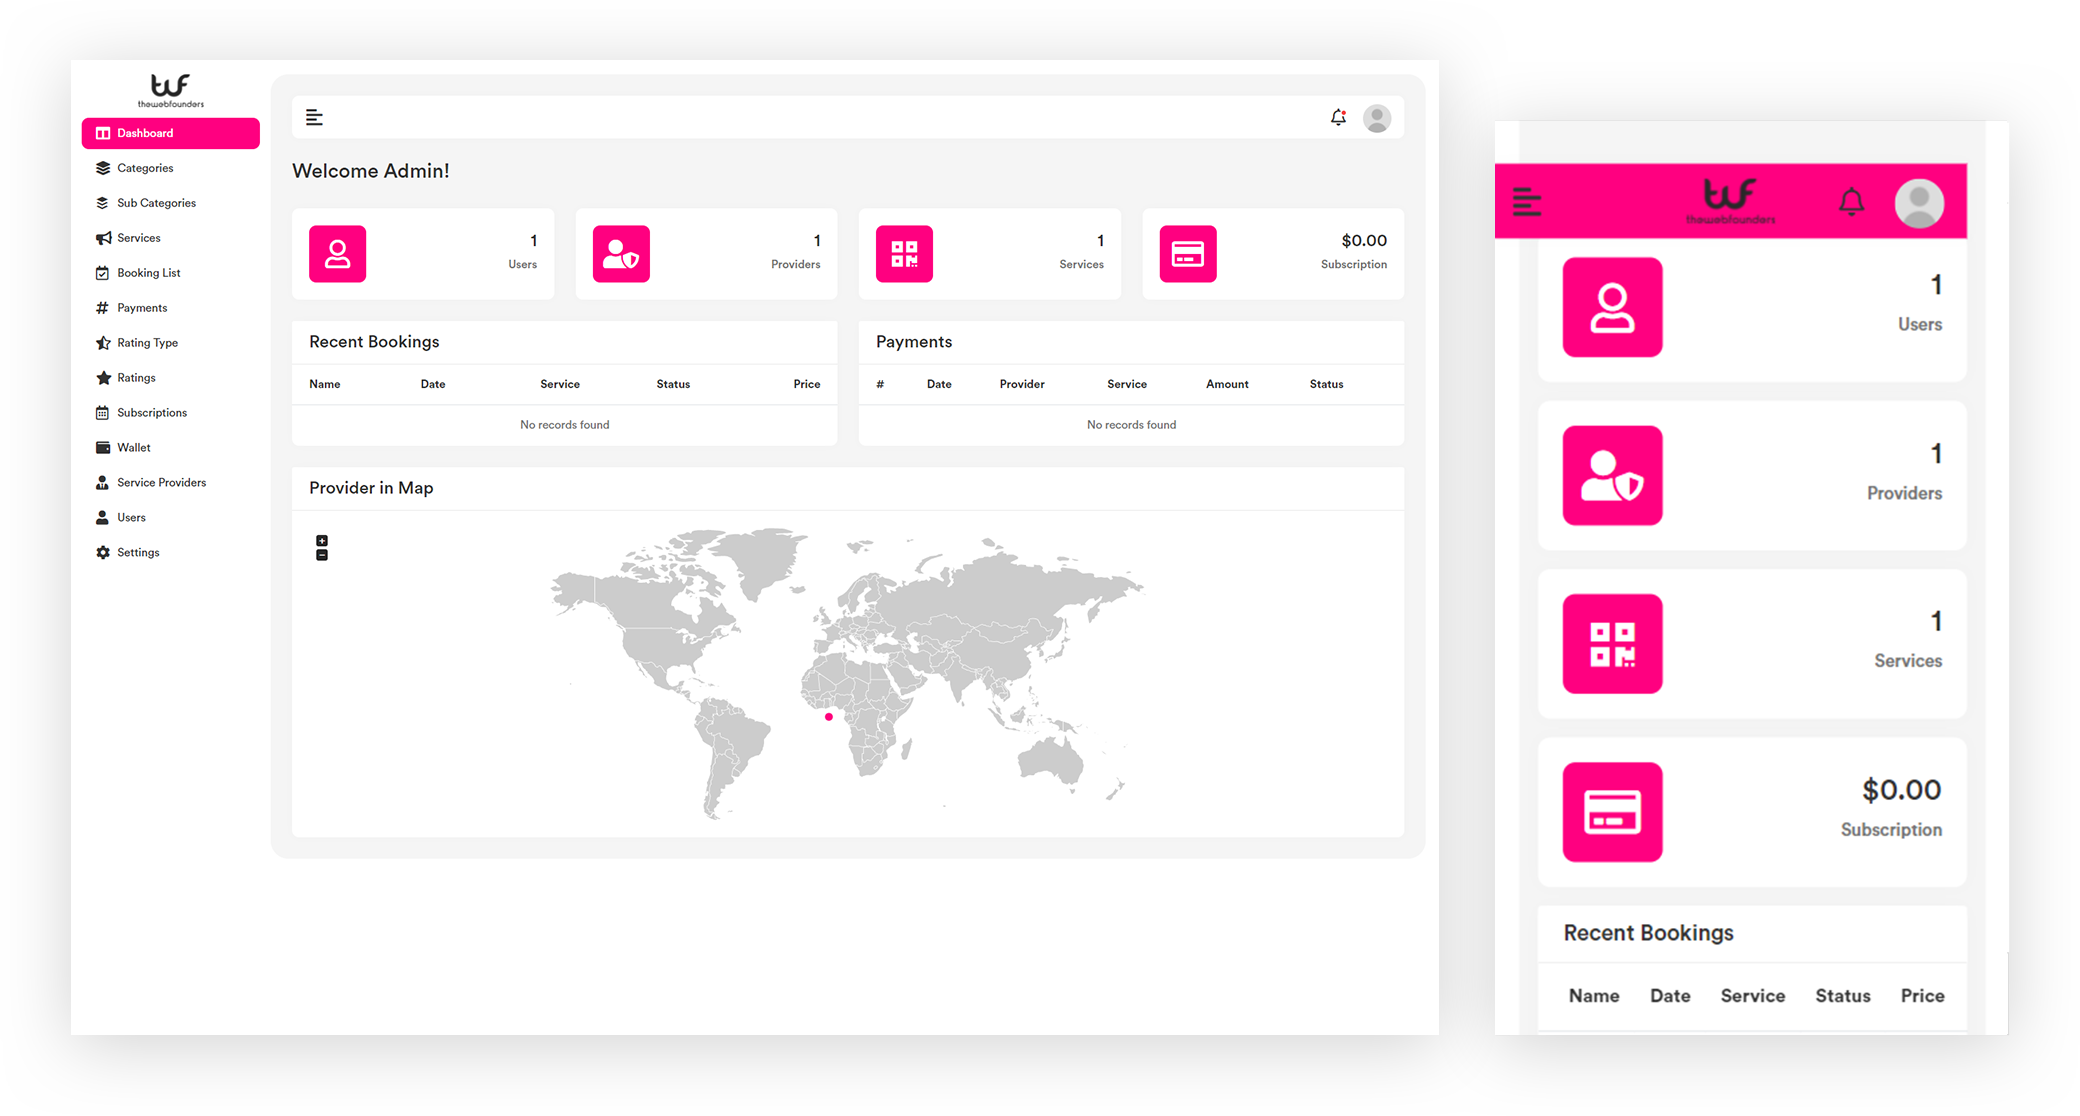 twf
thewebfounders
Dashboard
Categories
Sub Categories
Services
Booking List
Payments
Rating Type
Ratings
Subscriptions
Wallet
Service Providers
Users
Settings
Welcome Admin!
1
Users
1
Providers
1
Services
$0.00
Subscription
Recent Bookings
Name Date Service Status Price
No records found
Payments
# Date Provider Service Amount Status
No records found
Provider in Map
+
−
twf
thewebfounders
1
Users
1
Providers
1
Services
$0.00
Subscription
Recent Bookings
Name Date Service Status Price